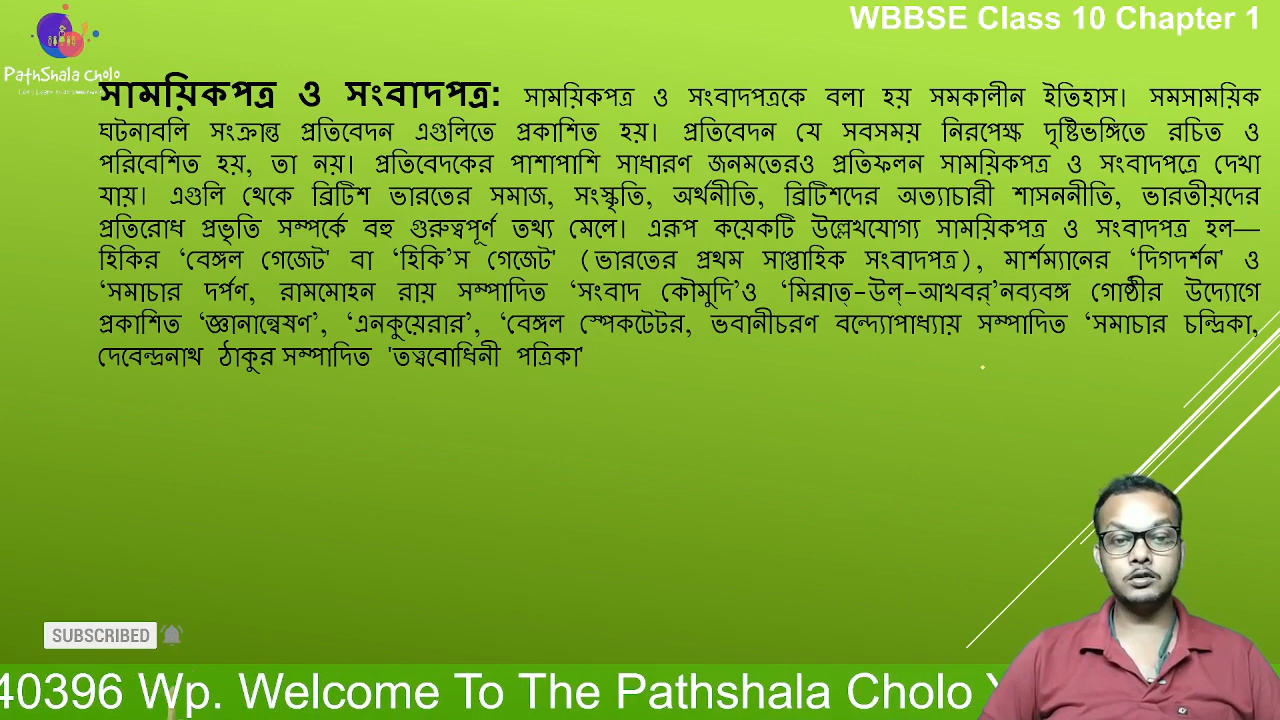 WBBSE Class 10 Chapter 1
PathShala Cholo
সাময়িকপত্র ও সংবাদপত্র: সাময়িকপত্র ও সংবাদপত্রকে বলা হয় সমকালীন ইতিহাস। সমসাময়িক
ঘটনাবলি সংক্রান্ত প্রতিবেদন এগুলিতে প্রকাশিত হয়। প্রতিবেদন যে সবসময় নিরপেক্ষ দৃষ্টিভঙ্গিতে রচিত ও
পরিবেশিত হয়, তা নয়। প্রতিবেদকের পাশাপাশি সাধারণ জনমতেরও প্রতিফলন সাময়িকপত্র ও সংবাদপত্রে দেখা
যায়। এগুলি থেকে ব্রিটিশ ভারতের সমাজ, সংস্কৃতি, অর্থনীতি, ব্রিটিশদের অত্যাচারী শাসননীতি, ভারতীয়দের
প্রতিরোধ প্রভৃতি সম্পর্কে বহু গুরুত্বপূর্ণ তথ্য মেলে। এরূপ কয়েকটি উল্লেখযোগ্য সাময়িকপত্র ও সংবাদপত্র হল—
হিকির ‘বেঙ্গল গেজেট' বা ‘হিকি’স গেজেট' (ভারতের প্রথম সাপ্তাহিক সংবাদপত্র), মার্শম্যানের ‘দিগদর্শন' ও
‘সমাচার দর্পণ, রামমোহন রায় সম্পাদিত ‘সংবাদ কৌমুদি’ও ‘মিরাত্-উল্-আখবর্’নব্যবঙ্গ গোষ্ঠীর উদ্যোগে
প্রকাশিত ‘জ্ঞানান্বেষণ’, ‘এনকুয়েরার’, ‘বেঙ্গল স্পেকটেটর, ভবানীচরণ বন্দ্যোপাধ্যায় সম্পাদিত ‘সমাচার চন্দ্রিকা,
দেবেন্দ্রনাথ ঠাকুর সম্পাদিত 'তত্ত্ববোধিনী পত্রিকা'
SUBSCRIBED
40396 Wp. Welcome To The Pathshala Cholo